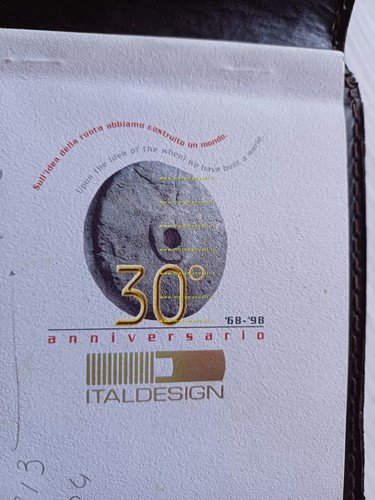 Sull'idea della ruota abbiamo costruito un mondo.
Upon the idea of the wheel we have built a world.
30°
'68-'98
anniversario
ITALDESIGN